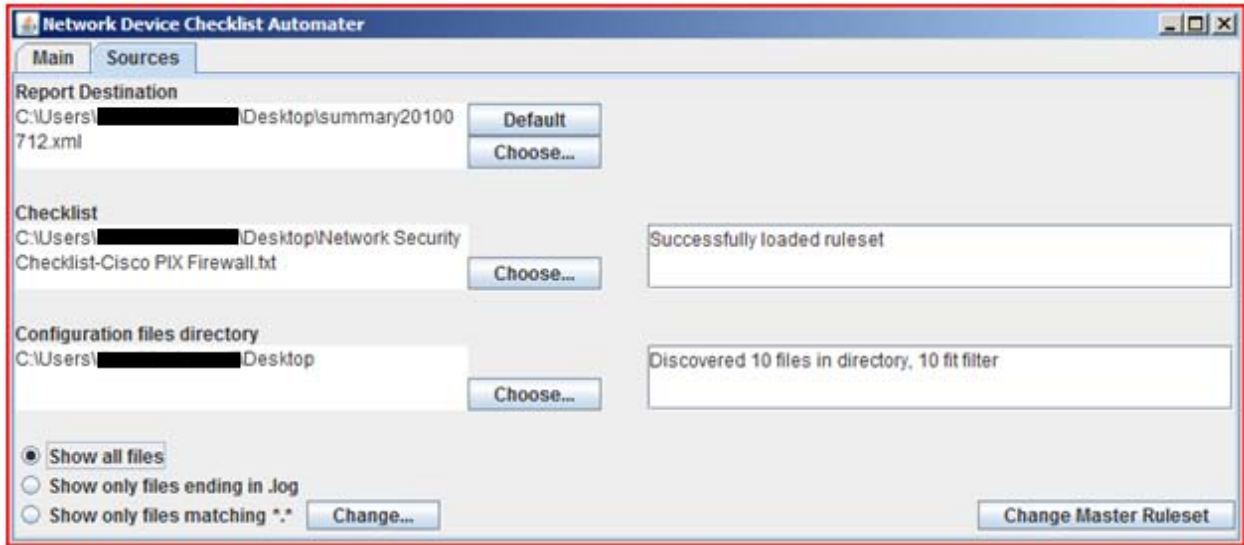 Network Device Checklist Automater
Main Sources
Report Destination
C:\Users\ \Desktop\summary20100
712.xml
Default
Choose...
Checklist
C:\Users\ \Desktop\Network Security
Checklist-Cisco PIX Firewall.txt
Choose...
Successfully loaded ruleset
Configuration files directory
C:\Users\ Desktop
Choose...
Discovered 10 files in directory, 10 fit filter
Show all files
Show only files ending in .log
Show only files matching *.* Change...
Change Master Ruleset